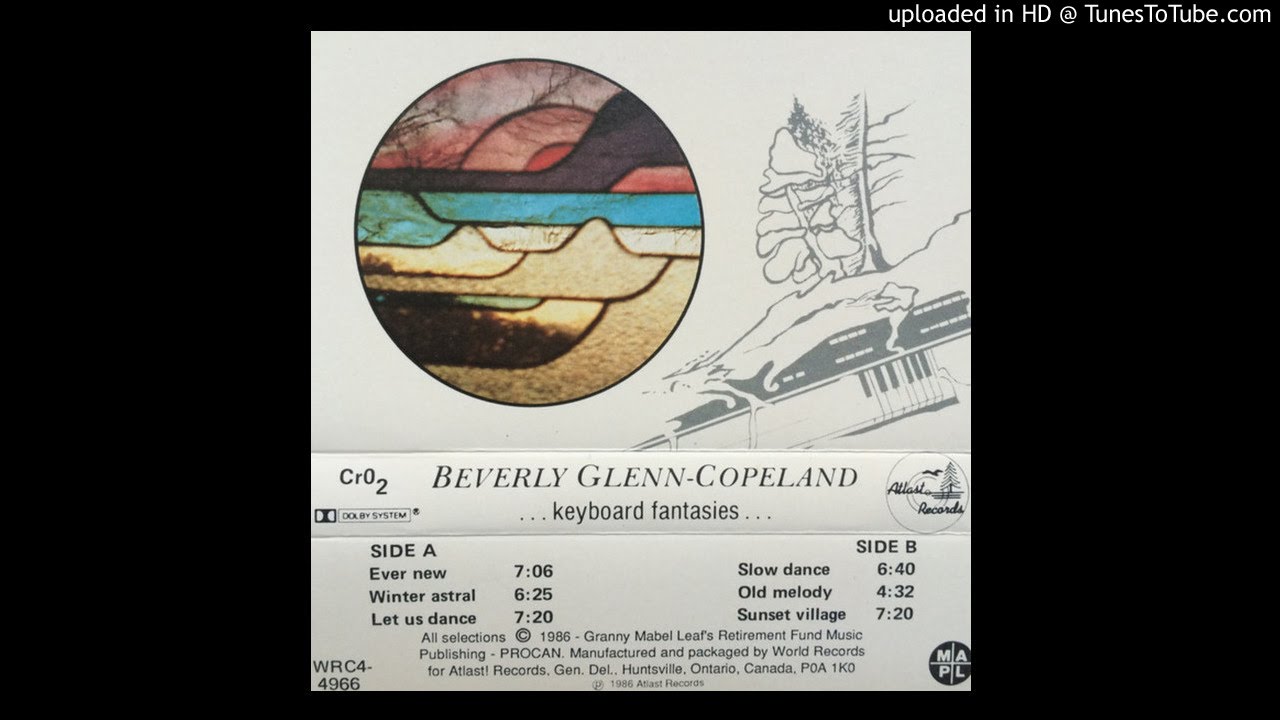 uploaded in HD @ TunesToTube.com
CrO2
DOLBY SYSTEM ®
BEVERLY GLENN-COPELAND
...keyboard fantasies...
Atlast
Records
SIDE A
Ever new 7:06
Winter astral 6:25
Let us dance 7:20
SIDE B
Slow dance 6:40
Old melody 4:32
Sunset village 7:20
All selections © 1986 - Granny Mabel Leaf's Retirement Fund Music
Publishing - PROCAN. Manufactured and packaged by World Records
for Atlast! Records, Gen. Del., Huntsville, Ontario, Canada, P0A 1K0
℗ 1986 Atlast Records
WRC4-
4966
MA
PL